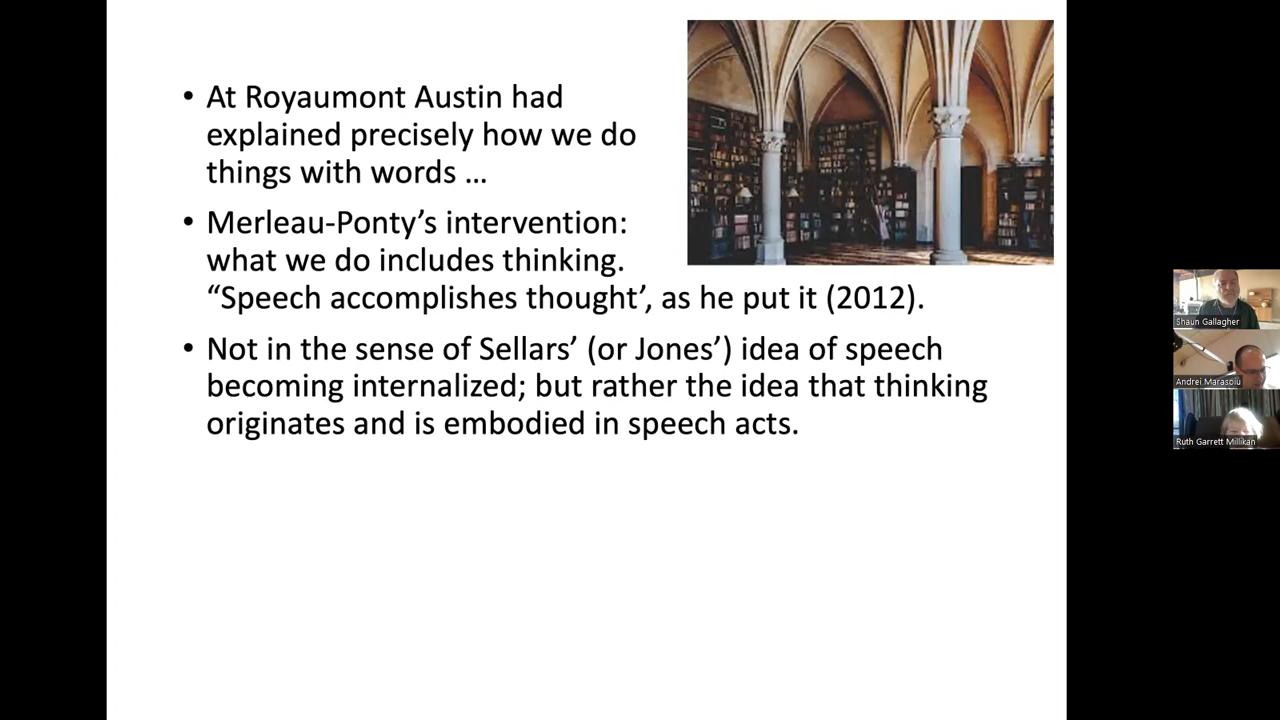 • At Royaumont Austin had
explained precisely how we do
things with words …
• Merleau-Ponty’s intervention:
what we do includes thinking.
“Speech accomplishes thought’, as he put it (2012).
• Not in the sense of Sellars’ (or Jones’) idea of speech
becoming internalized; but rather the idea that thinking
originates and is embodied in speech acts.
Shaun Gallagher
Andrei Marasoiu
Ruth Garrett Millikan